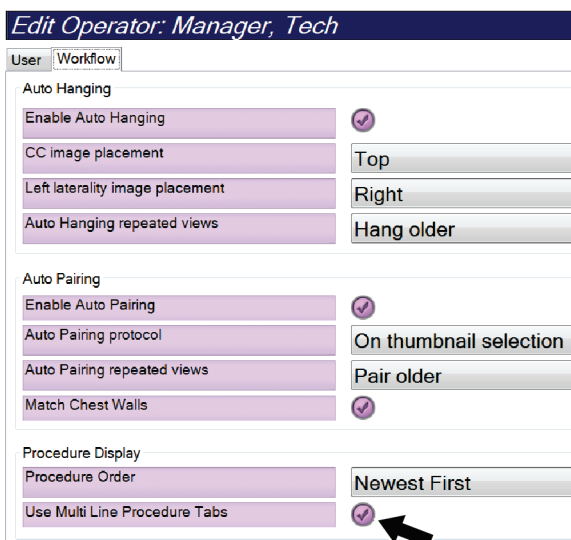 Edit Operator: Manager, Tech
User Workflow
Auto Hanging
Enable Auto Hanging
CC image placement Top
Left laterality image placement Right
Auto Hanging repeated views Hang older
Auto Pairing
Enable Auto Pairing
Auto Pairing protocol On thumbnail selection
Auto Pairing repeated views Pair older
Match Chest Walls
Procedure Display
Procedure Order Newest First
Use Multi Line Procedure Tabs